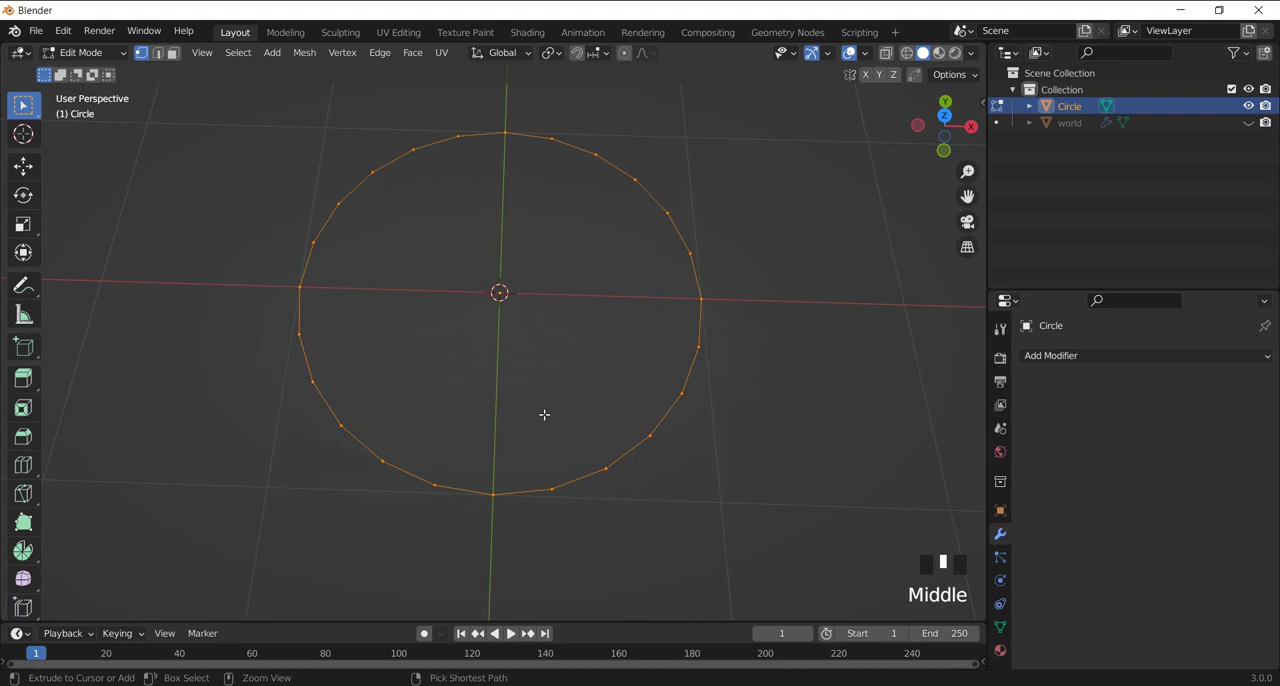 Blender
File Edit Render Window Help Layout Modeling Sculpting UV Editing Texture Paint Shading Animation Rendering Compositing Geometry Nodes Scripting + Scene ViewLayer
Edit Mode View Select Add Mesh Vertex Edge Face UV Global
X Y Z Options
User Perspective
(1) Circle
Y
Z
X
Scene Collection
Collection
Circle
world
Circle
Add Modifier
Middle
Playback Keying View Marker 1 Start 1 End 250
1 20 40 60 80 100 120 140 160 180 200 220 240
Extrude to Cursor or Add Box Select Zoom View Pick Shortest Path 3.0.0